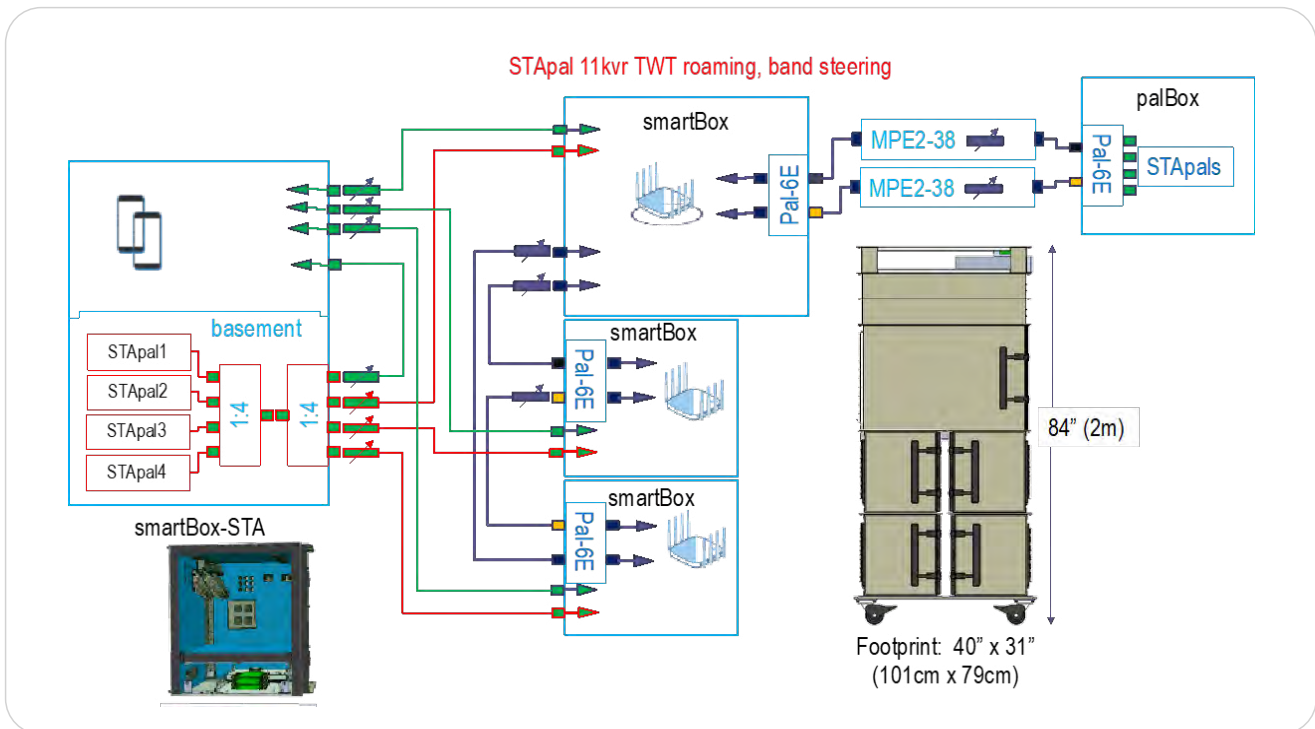 STApal 11kvr TWT roaming, band steering
smartBox
Pal-6E
MPE2-38
MPE2-38
palBox
Pal-6E
STApals
basement
STApal1
STApal2
STApal3
STApal4
1:4
1:4
smartBox-STA
smartBox
Pal-6E
smartBox
Pal-6E
84” (2m)
Footprint: 40” x 31”
(101cm x 79cm)